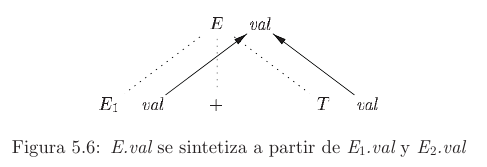 E val
E₁ val + T val
Figura 5.6: E.val se sintetiza a partir de E₁.val y E₂.val